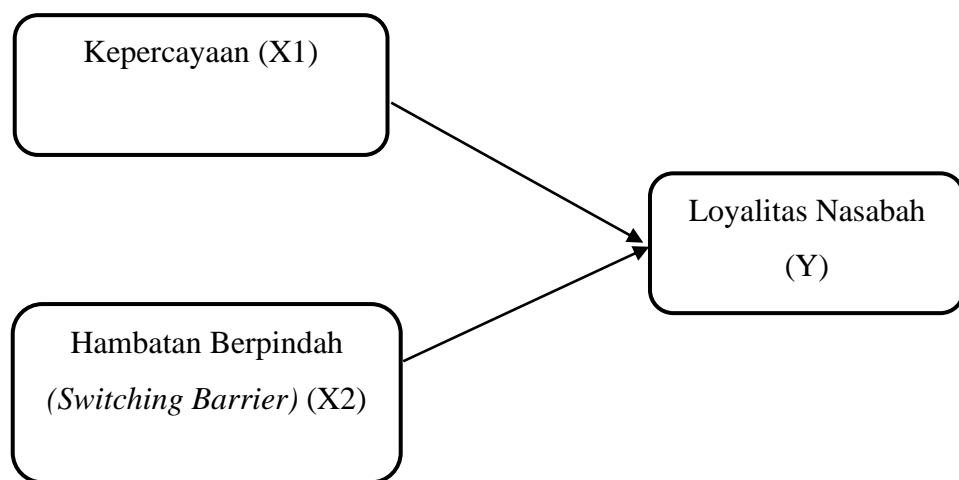 Kepercayaan (X1)
Loyalitas Nasabah
(Y)
Hambatan Berpindah
(Switching Barrier) (X2)